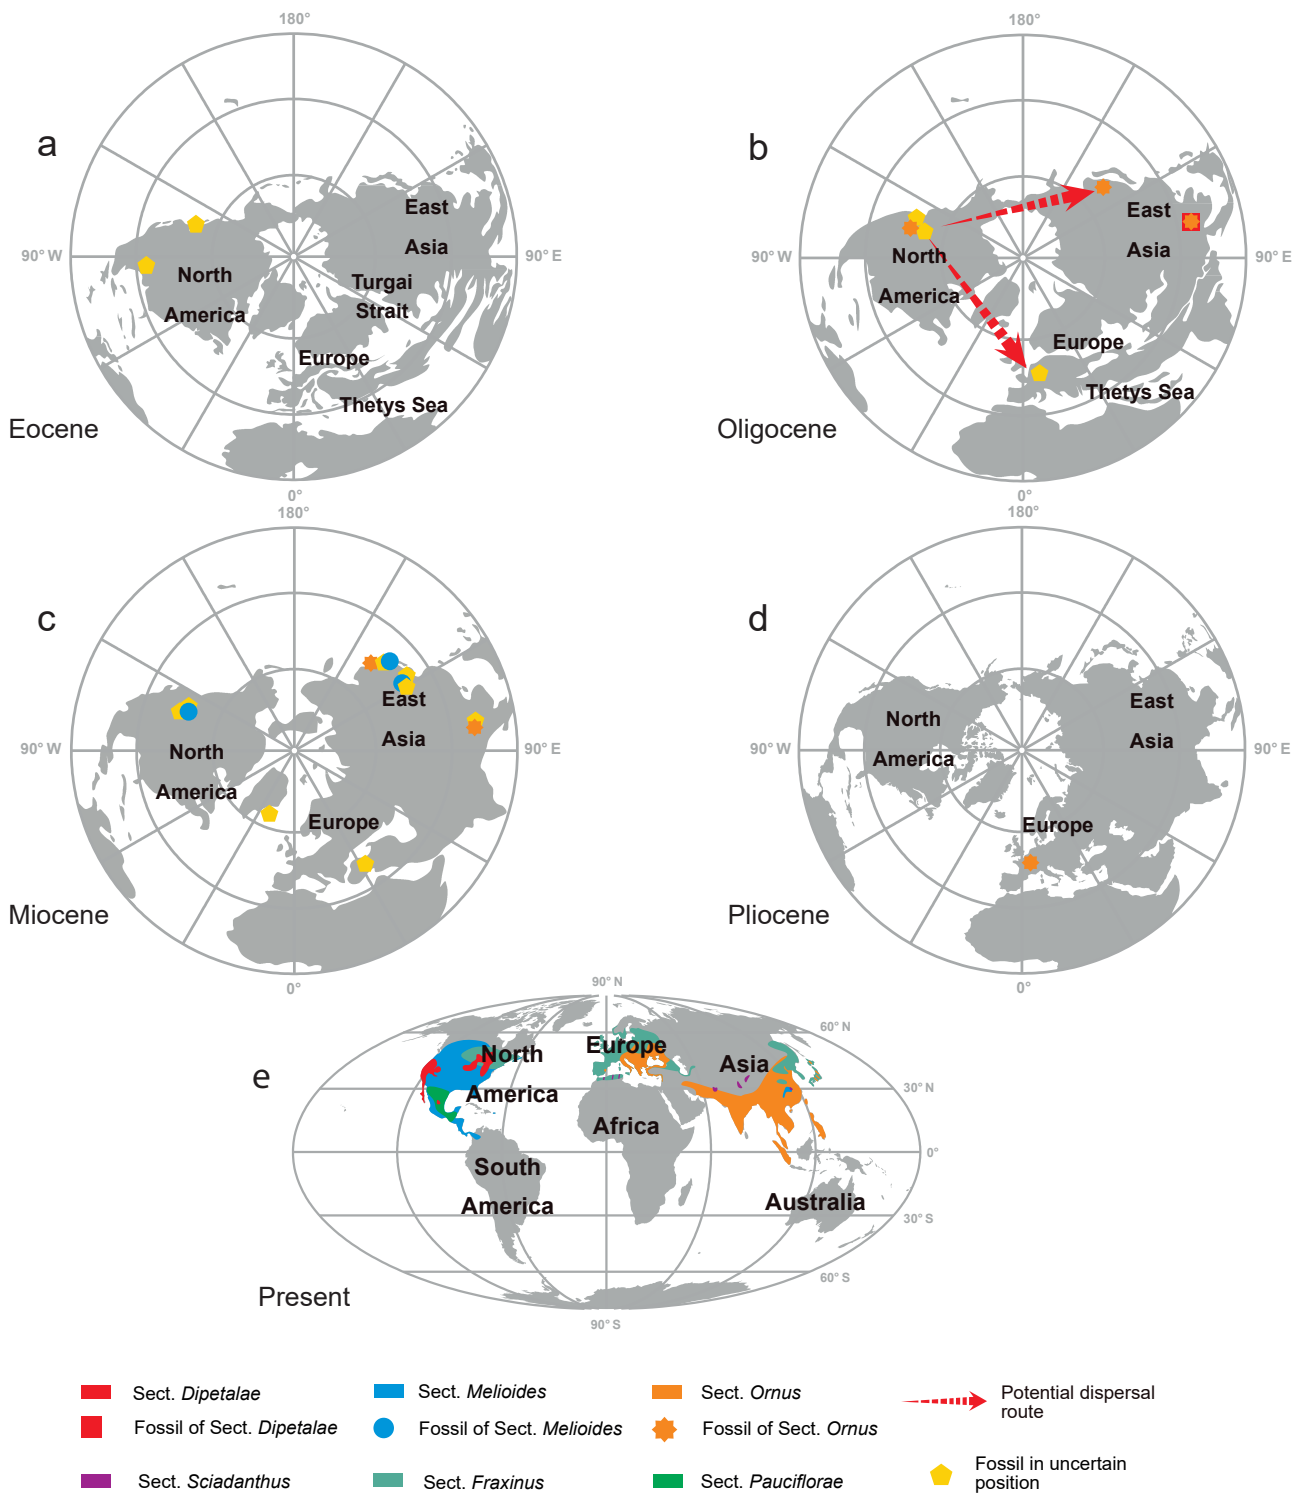 180°
180°
a
b
East
Asia
90° W
90° E
North
America
Turgai
Strait
Europe
Thetys Sea
Eocene
0°
East
Asia
90° W
90° E
North
America
Europe
Thetys Sea
Oligocene
0°
180°
180°
c
d
East
Asia
90° W
90° E
North
America
Europe
Miocene
0°
North
America
East
Asia
90° W
90° E
Europe
Pliocene
0°
90° N
60° N
e
North
America
Europe
Asia
30° N
Africa
0°
South
America
Australia
30° S
60° S
Present
90° S
Sect. Dipetalae
Sect. Melioides
Sect. Ornus
Potential dispersal
route
Fossil of Sect. Dipetalae
Fossil of Sect. Melioides
Fossil of Sect. Ornus
Sect. Sciadanthus
Sect. Fraxinus
Sect. Pauciflorae
Fossil in uncertain
position